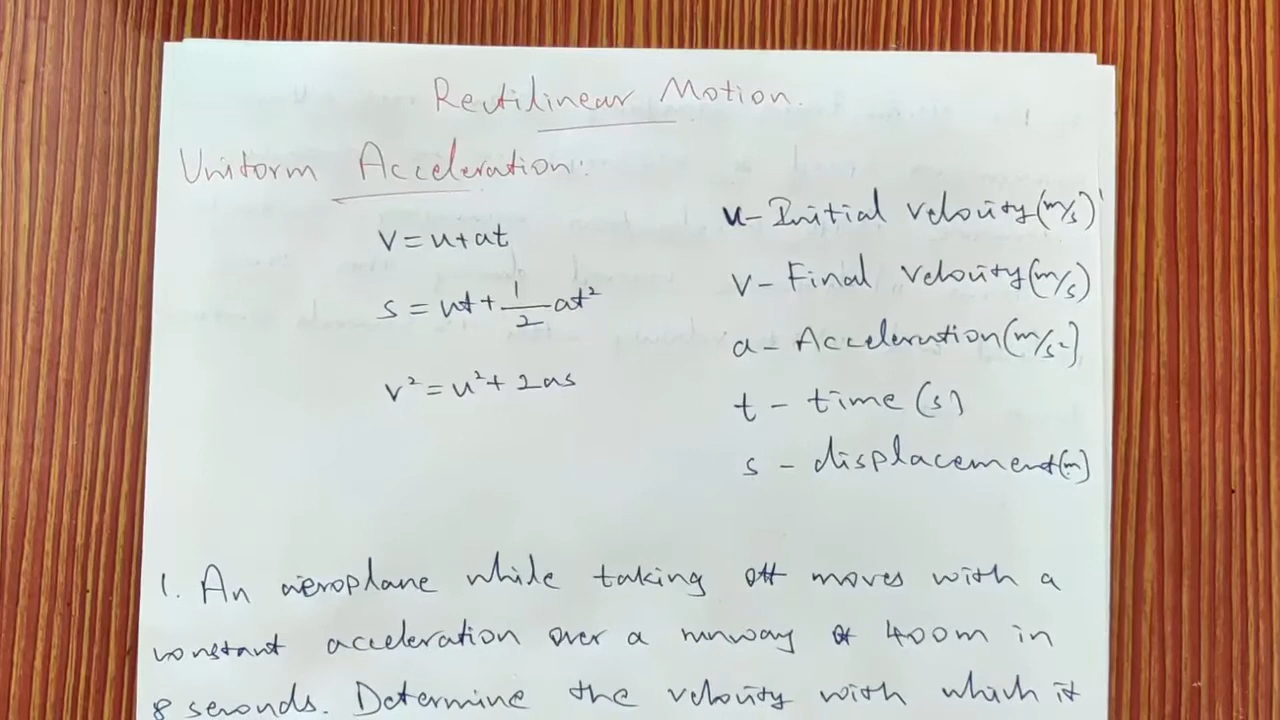 Rectilinear Motion.
Uniform Acceleration:
v = u+at
s = ut + 1/2 at²
v² = u² + 2as
u - Initial velocity (m/s)
v - Final velocity (m/s)
a - Acceleration (m/s²)
t - time (s)
s - displacement (m)
1. An aeroplane while taking off moves with a
constant acceleration over a runway of 400m in
8 seconds. Determine the velocity with which it